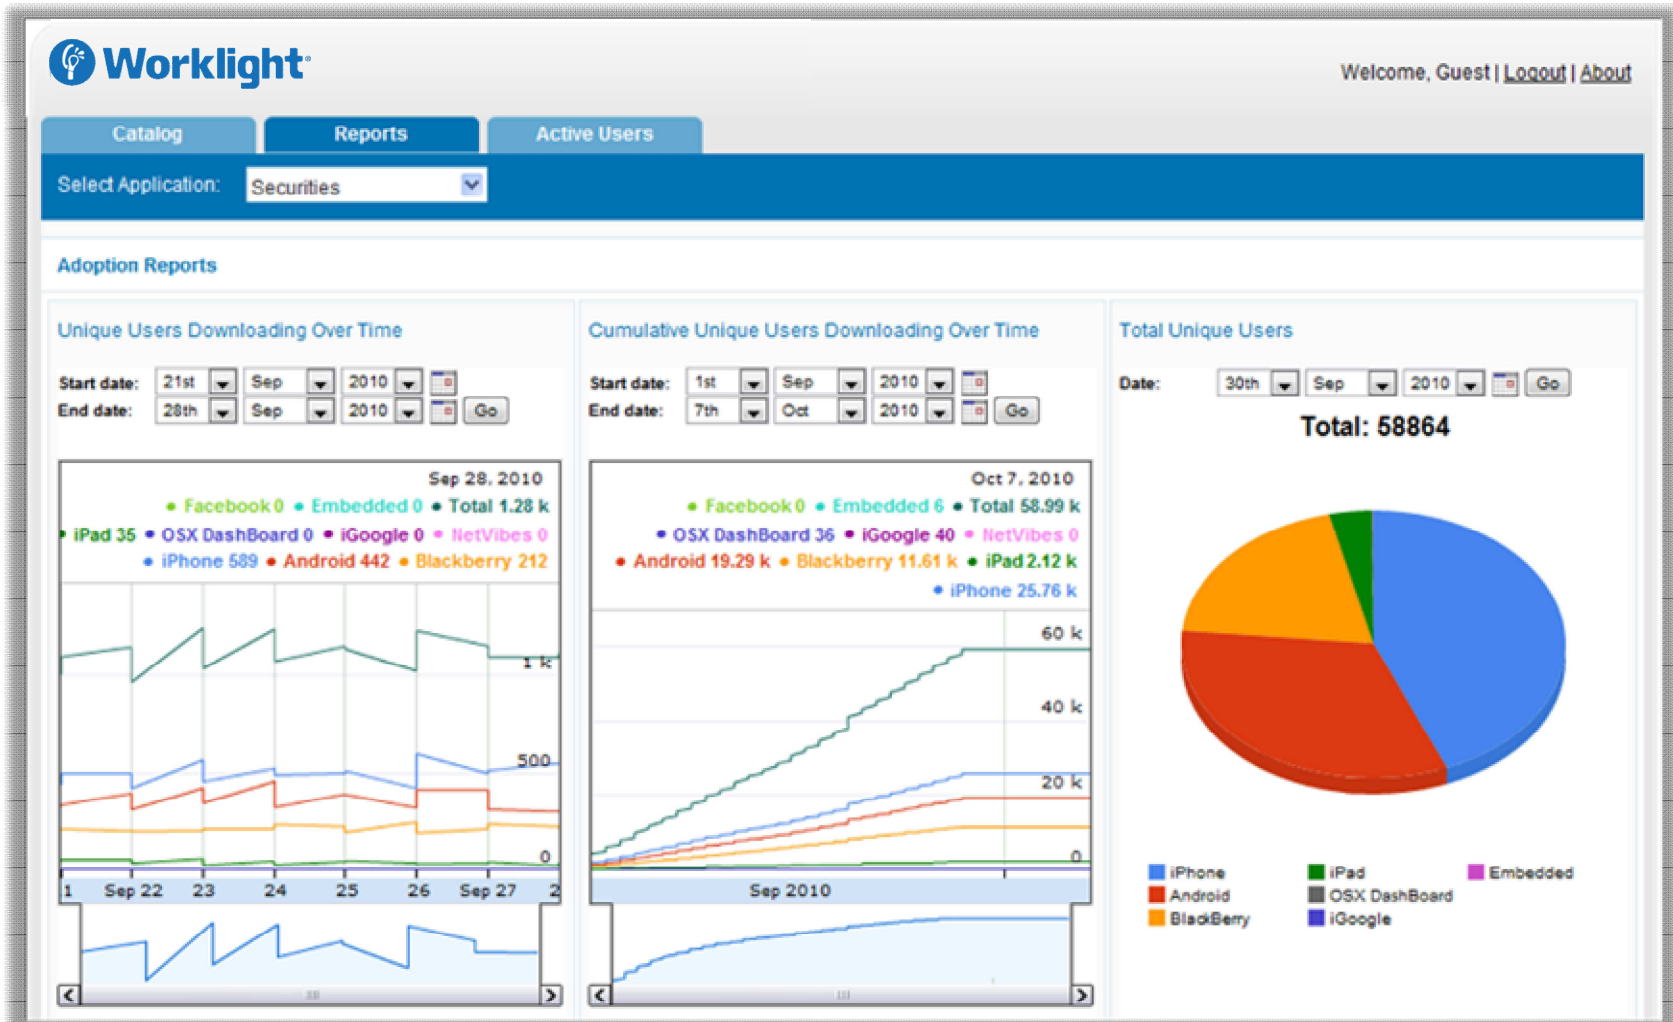 Worklight
Welcome, Guest | Logout | About
Catalog
Reports
Active Users
Select Application: Securities
Adoption Reports
Unique Users Downloading Over Time
Start date: 21st Sep 2010
End date: 28th Sep 2010 Go
Sep 28, 2010
Facebook 0 Embedded 0 Total 1.28 k
iPad 35 OSX DashBoard 0 iGoogle 0 NetVibes 0
iPhone 589 Android 442 Blackberry 212
1 k
500
0
1 Sep 22 23 24 25 26 Sep 27 2
Cumulative Unique Users Downloading Over Time
Start date: 1st Sep 2010
End date: 7th Oct 2010 Go
Oct 7, 2010
Facebook 0 Embedded 6 Total 58.99 k
OSX DashBoard 36 iGoogle 40 NetVibes 0
Android 19.29 k Blackberry 11.61 k iPad 2.12 k
iPhone 25.76 k
60 k
40 k
20 k
0
Sep 2010
Total Unique Users
Date: 30th Sep 2010 Go
Total: 58864
iPhone iPad Embedded
Android OSX DashBoard
BlackBerry iGoogle